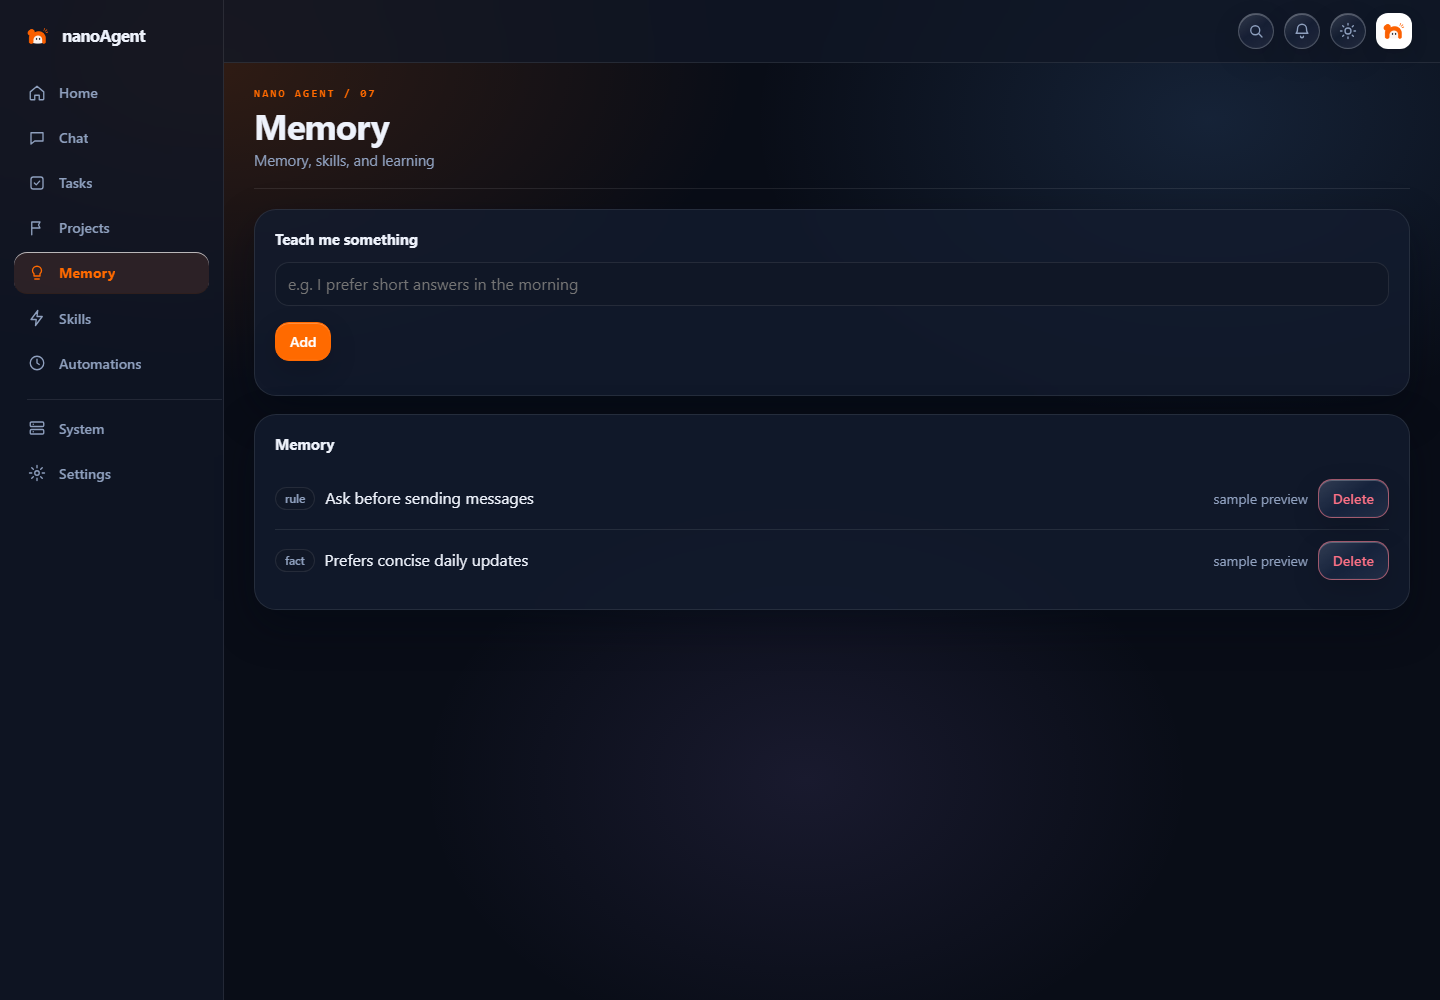 nanoAgent
Home
Chat
Tasks
Projects
Memory
Skills
Automations
System
Settings
NANO AGENT / 07
Memory
Memory, skills, and learning
Teach me something
e.g. I prefer short answers in the morning
Add
Memory
rule Ask before sending messages sample preview Delete
fact Prefers concise daily updates sample preview Delete